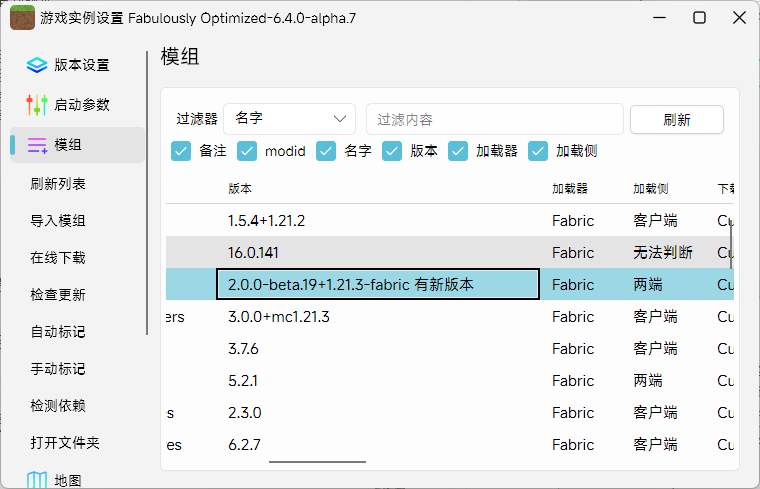 游戏实例设置 Fabulously Optimized-6.4.0-alpha.7
版本设置
启动参数
模组
刷新列表
导入模组
在线下载
检查更新
自动标记
手动标记
检测依赖
打开文件夹
地图
模组
过滤器 名字 过滤内容 刷新
备注 modid 名字 版本 加载器 加载侧
版本 加载器 加载侧 下载
1.5.4+1.21.2 Fabric 客户端 Cu
16.0.141 Fabric 无法判断 Cu
2.0.0-beta.19+1.21.3-fabric 有新版本 Fabric 两端 Cu
ers 3.0.0+mc1.21.3 Fabric 客户端 Cu
3.7.6 Fabric 客户端 Cu
5.2.1 Fabric 两端 Cu
s 2.3.0 Fabric 客户端 Cu
es 6.2.7 Fabric 客户端 Cu